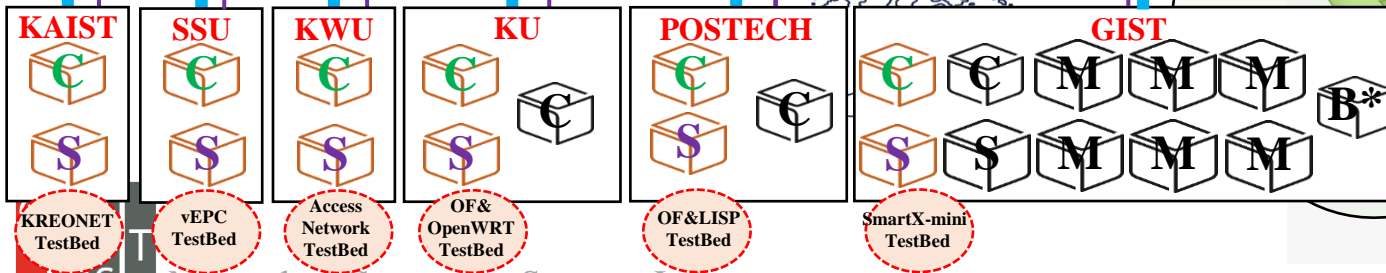 KAIST
C
S
KREONET
TestBed
SSU
C
S
vEPC
TestBed
KWU
C
S
Access
Network
TestBed
KU
C
C
S
OF&
OpenWRT
TestBed
POSTECH
C
C
S
OF&LISP
TestBed
GIST
C C M M M
B*
S S M M M
SmartX-mini
TestBed
T